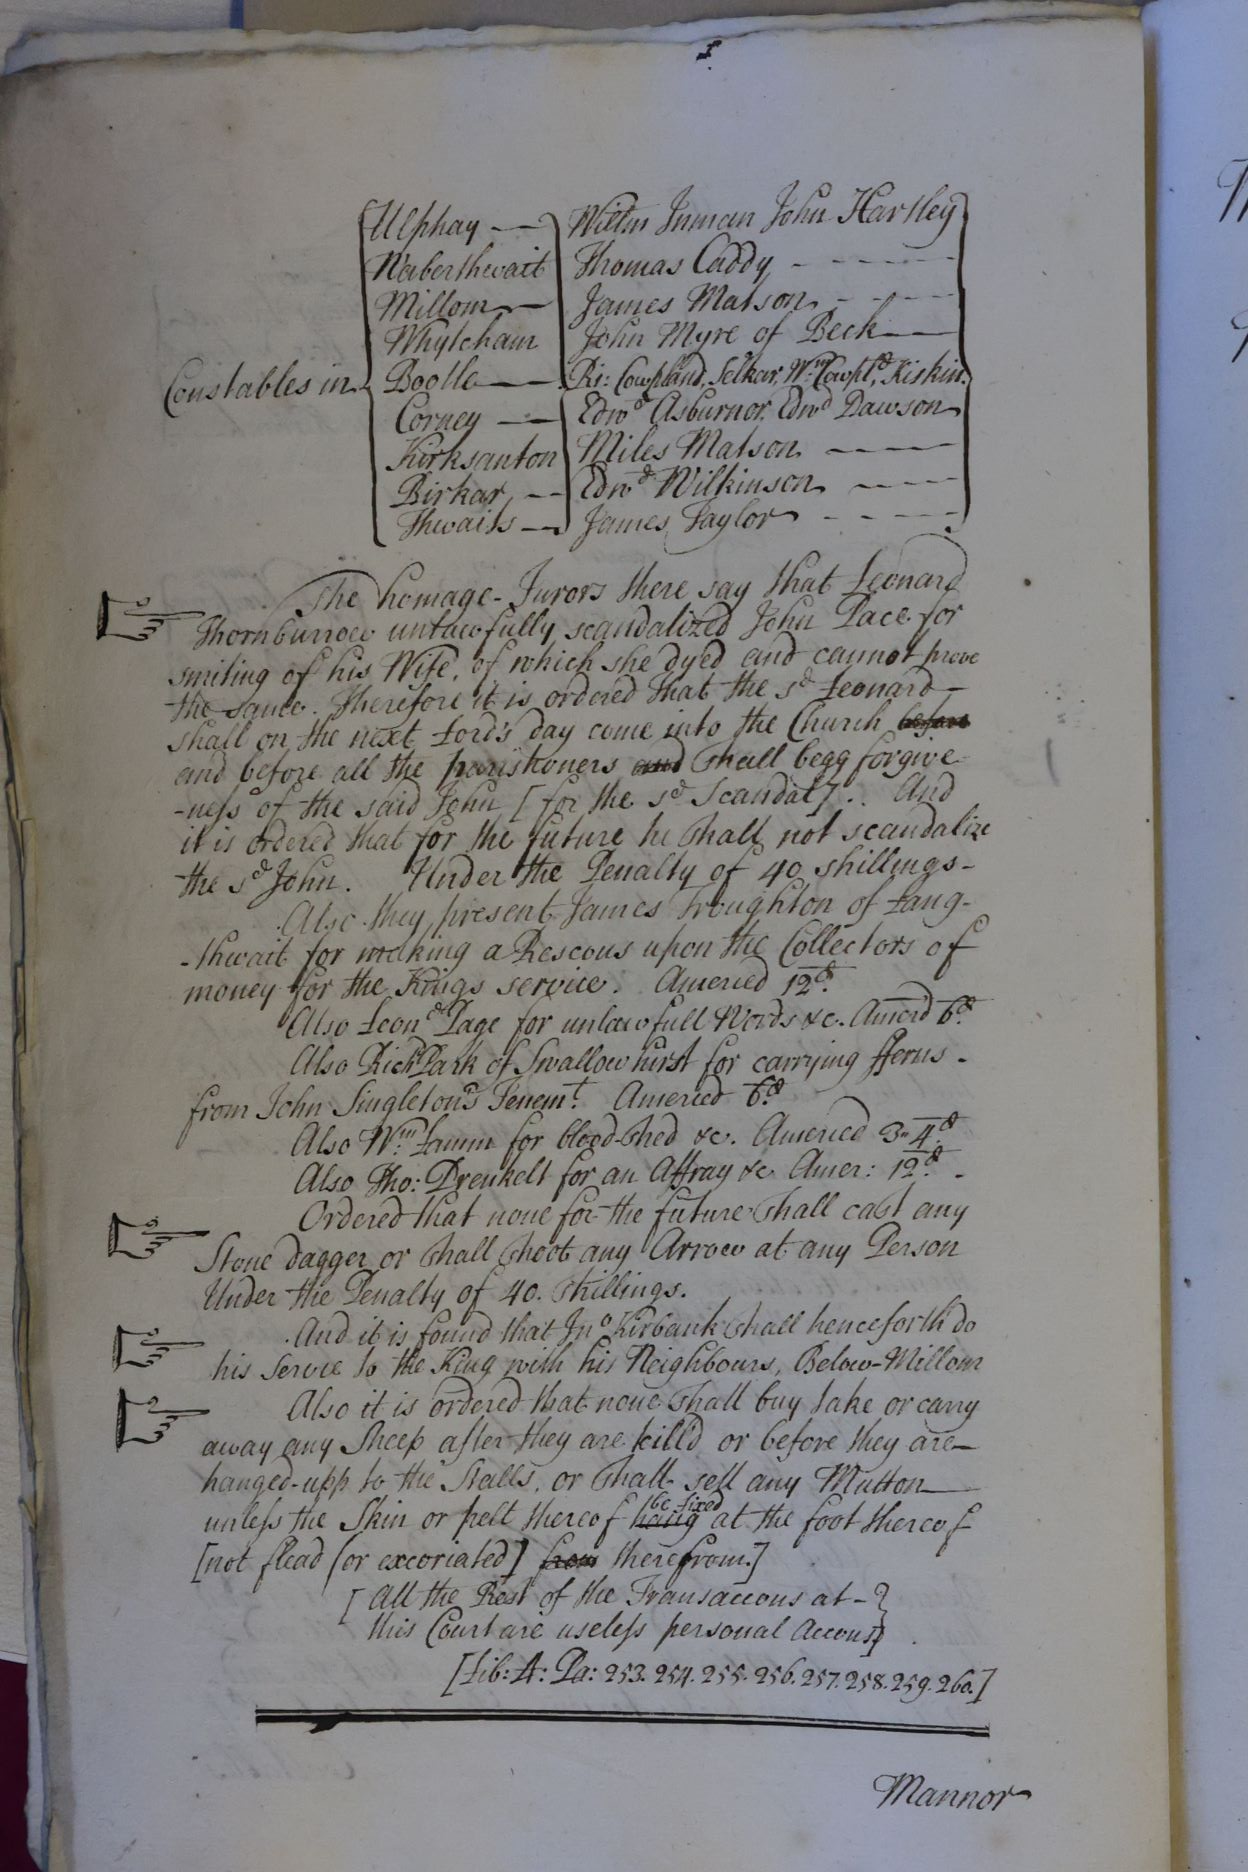 Ulphay — Willm Inman John Hartley
Waberthwait Thomas Caddy
Millom — James Matson
Whytcham John Myre of Beck
Constables in Bootle — Ri: Cowpland, Selkar, Wm. Cowpld, Kiskin.
Corney — Edwd Asburnor. Edwd Dawson
Kirksanton Miles Matson
Birkar — Edwd Wilkinson
Thwaits — James Taylor
The homage-Jurors there say that Leonard
Thornburrow unlawfully scandalized John Pace for
smiting of his Wife, of which she dyed and cannot prove
the same. Therefore it is ordered that the sd Leonard
shall on the next Lord's day come into the Church before
and before all the parishoners and shall begg forgive-
-ness of the said John [for the sd Scandal]. And
it is ordered that for the future he shall not scandalize
the sd John. Under the Penalty of 40 shillings-
Also they present James Troughton of Lang-
-thwait for making a Rescous upon the Collectors of
money for the Kings service. Amercied 12d.
Also Leond Page for unlawfull Words &c. Amerd 6d.
Also Richd Park of Swallowhurst for carrying fferns-
from John Singletons Tenemt. Amercied 6d.
Also Wm. Lamm for blood-shed &c. Amercied 3„4d.
Also Tho: Drenkelt for an Affray &c Amer: 12d. -
Ordered that none for the future shall cast any
Stone dagger or shall shoot any Arrow at any Person
Under the Penalty of 40. shillings.
And it is found that Jno Kirbank shall henceforth do
his Service to the King with his Neighbours, Below-Millom
Also it is ordered that none shall buy take or carry
away any Sheep after they are kill'd or before they are-
hanged-upp to the Stalls, or shall sell any Mutton
be fixed
unless the Skin or pelt thereof hang at the foot thereof
[not flead (or excoriated) from therefrom.]
[All the Rest of the Transaccons at-
this Court are useless personal Accons]
[Lib: A: Pa: 253. 254. 255. 256. 257. 258. 259. 260.]
Mannor